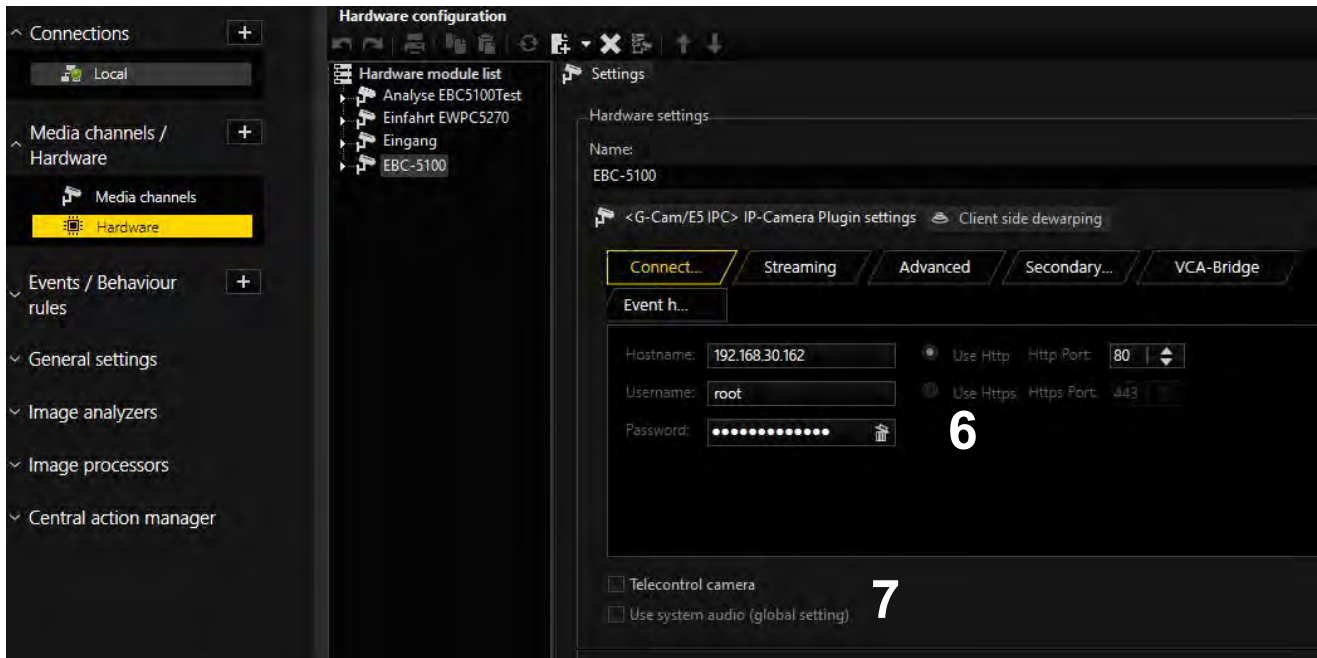 Hardware configuration
Connections
Local
Media channels /
Hardware
Media channels
Hardware
Events / Behaviour
rules
General settings
Image analyzers
Image processors
Central action manager
Hardware module list
Analyse EBC5100Test
Einfahrt EWPC5270
Eingang
EBC-5100
Settings
Hardware settings
Name:
EBC-5100
<G-Cam/E5 IPC> IP-Camera Plugin settings Client side dewarping
Connect... Streaming Advanced Secondary... VCA-Bridge
Event h...
Hostname: 192.168.30.162 Use Http Http Port: 80
Username: root Use Https Https Port: 443
Password: ●●●●●●●●●●●●●
6
Telecontrol camera
7
Use system audio (global setting)